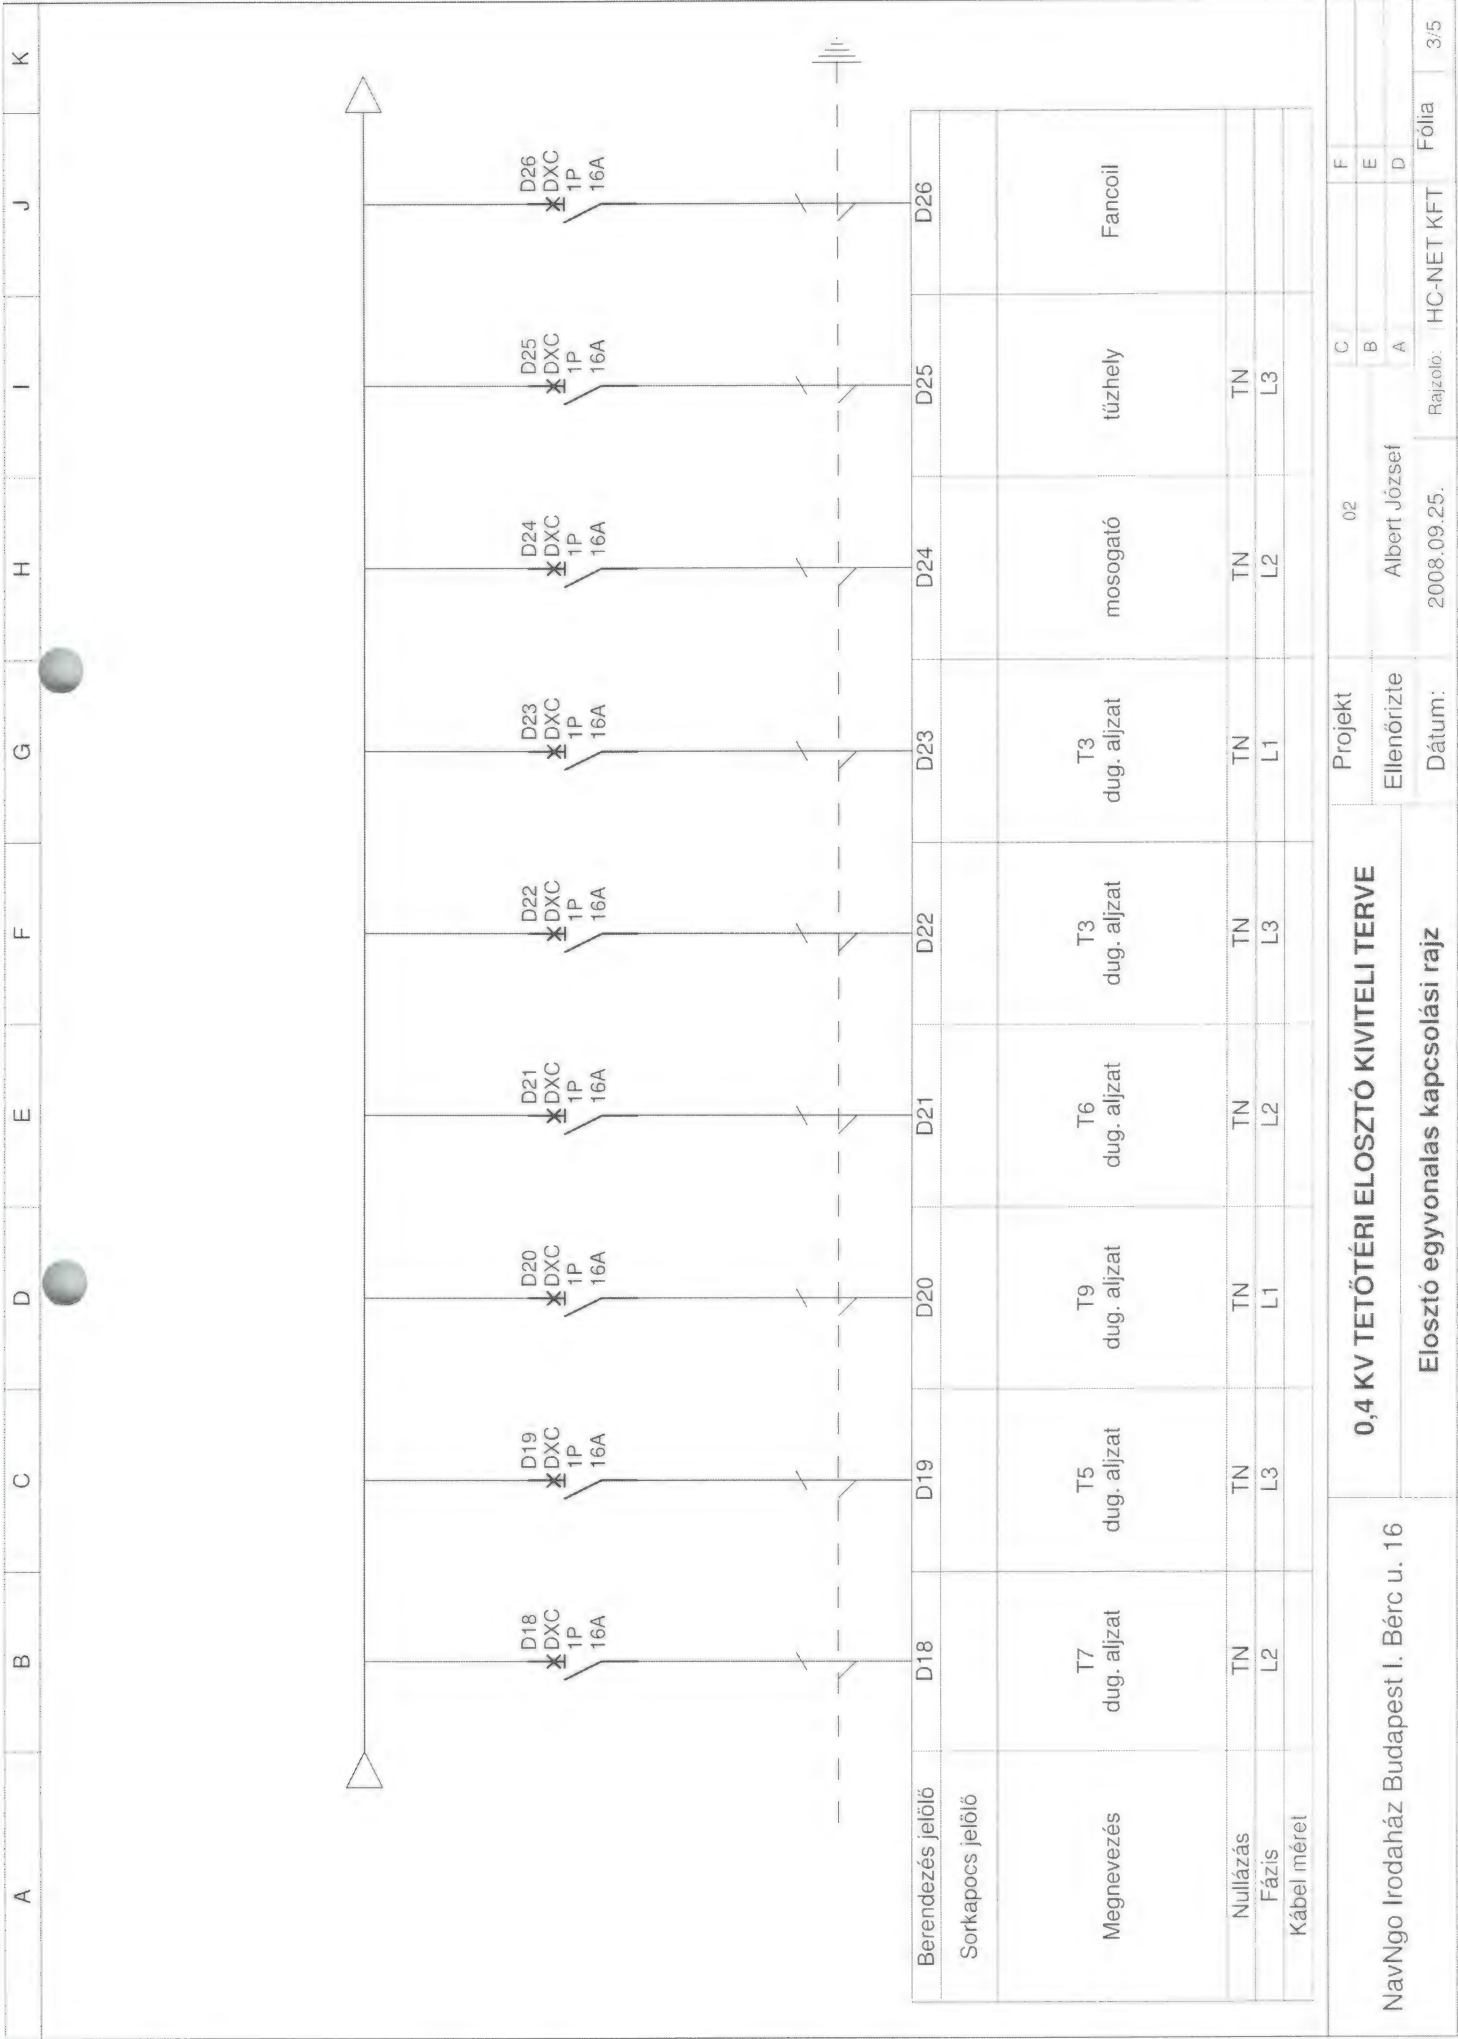 A B C D E F G H I J K
D18 D19 D20 D21 D22 D23 D24 D25 D26
DXC DXC DXC DXC DXC DXC DXC DXC DXC
1P 1P 1P 1P 1P 1P 1P 1P 1P
16A 16A 16A 16A 16A 16A 16A 16A 16A
Berendezés jelölő D18 D19 D20 D21 D22 D23 D24 D25 D26
Sorkapocs jelölő
T7 T5 T9 T6 T3 T3
Megnevezés mosogató tűzhely Fancoil
dug. aljzat dug. aljzat dug. aljzat dug. aljzat dug. aljzat dug. aljzat
Nullázás TN TN TN TN TN TN TN TN
Fázis L2 L3 L1 L2 L3 L1 L2 L3
Kábel méret
NavNgo Irodaház Budapest I. Bérc u. 16
0,4 KV TETŐTÉRI ELOSZTÓ KIVITELI TERVE
Elosztó egyvonalas kapcsolási rajz
Projekt 02
Ellenőrizte Albert József
Dátum: 2008.09.25.
C F
B E
A D
Rajzoló: HC-NET KFT
Fólia 3/5